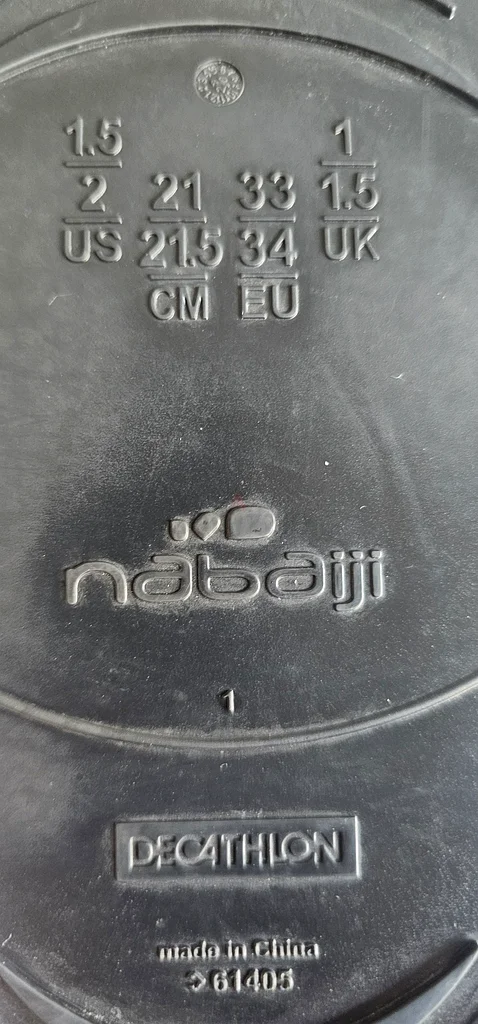 1.5
2
US
21
21.5
CM
33
34
EU
1
1.5
UK
nabaiji
1
DECATHLON
made in China
→61405